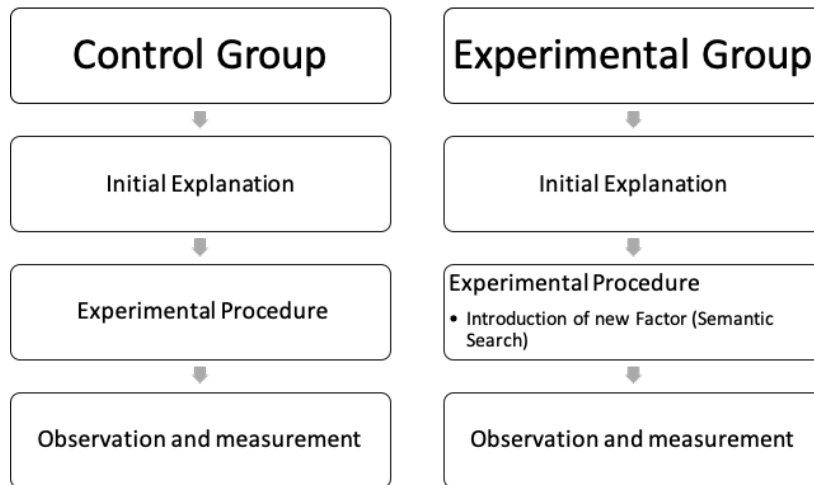 Control Group
Initial Explanation
Experimental Procedure
Observation and measurement
Experimental Group
Initial Explanation
Experimental Procedure
• Introduction of new Factor (Semantic
Search)
Observation and measurement